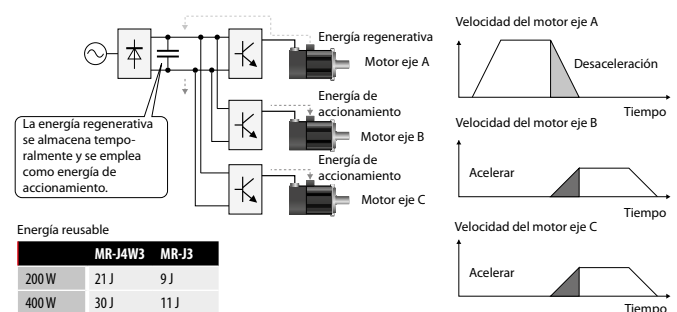 Energía regenerativa
Motor eje A
Energía de
accionamiento
Motor eje B
Energía de
accionamiento
Motor eje C
La energía regenerativa
se almacena tempo-
ralmente y se emplea
como energía de
accionamiento.
Energía reusable
MR-J4W3 MR-J3
200 W 21 J 9 J
400 W 30 J 11 J
Velocidad del motor eje A
Desaceleración
Tiempo
Velocidad del motor eje B
Acelerar
Tiempo
Velocidad del motor eje C
Acelerar
Tiempo